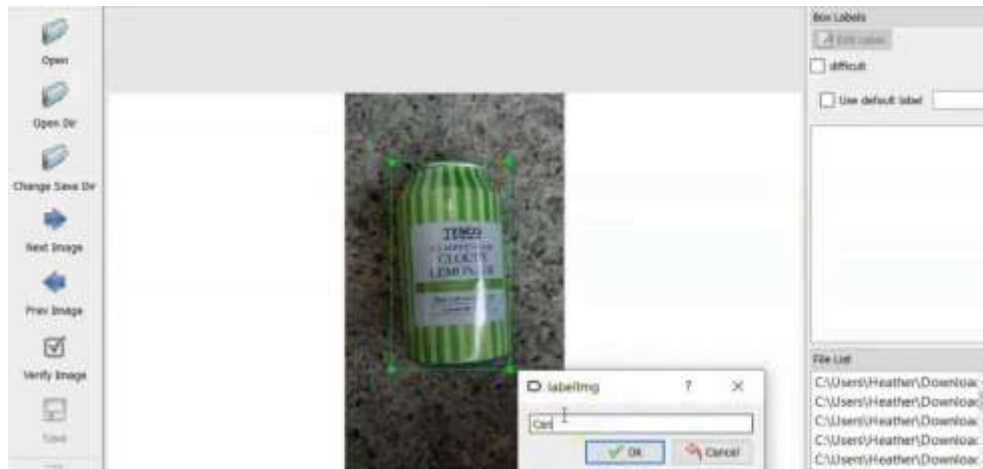 Open
Open Dir
Change Save Dir
Next Image
Prev Image
Verify Image
Save
TESCO
CLOUDY
LEMONADE
labelImg
?
Can
OK
Cancel
Box Labels
Edit Label
difficult
Use default label
File List
C:\Users\Heather\Downloac
C:\Users\Heather\Downloac
C:\Users\Heather\Downloac
C:\Users\Heather\Downloac
C:\Users\Heather\Downloac